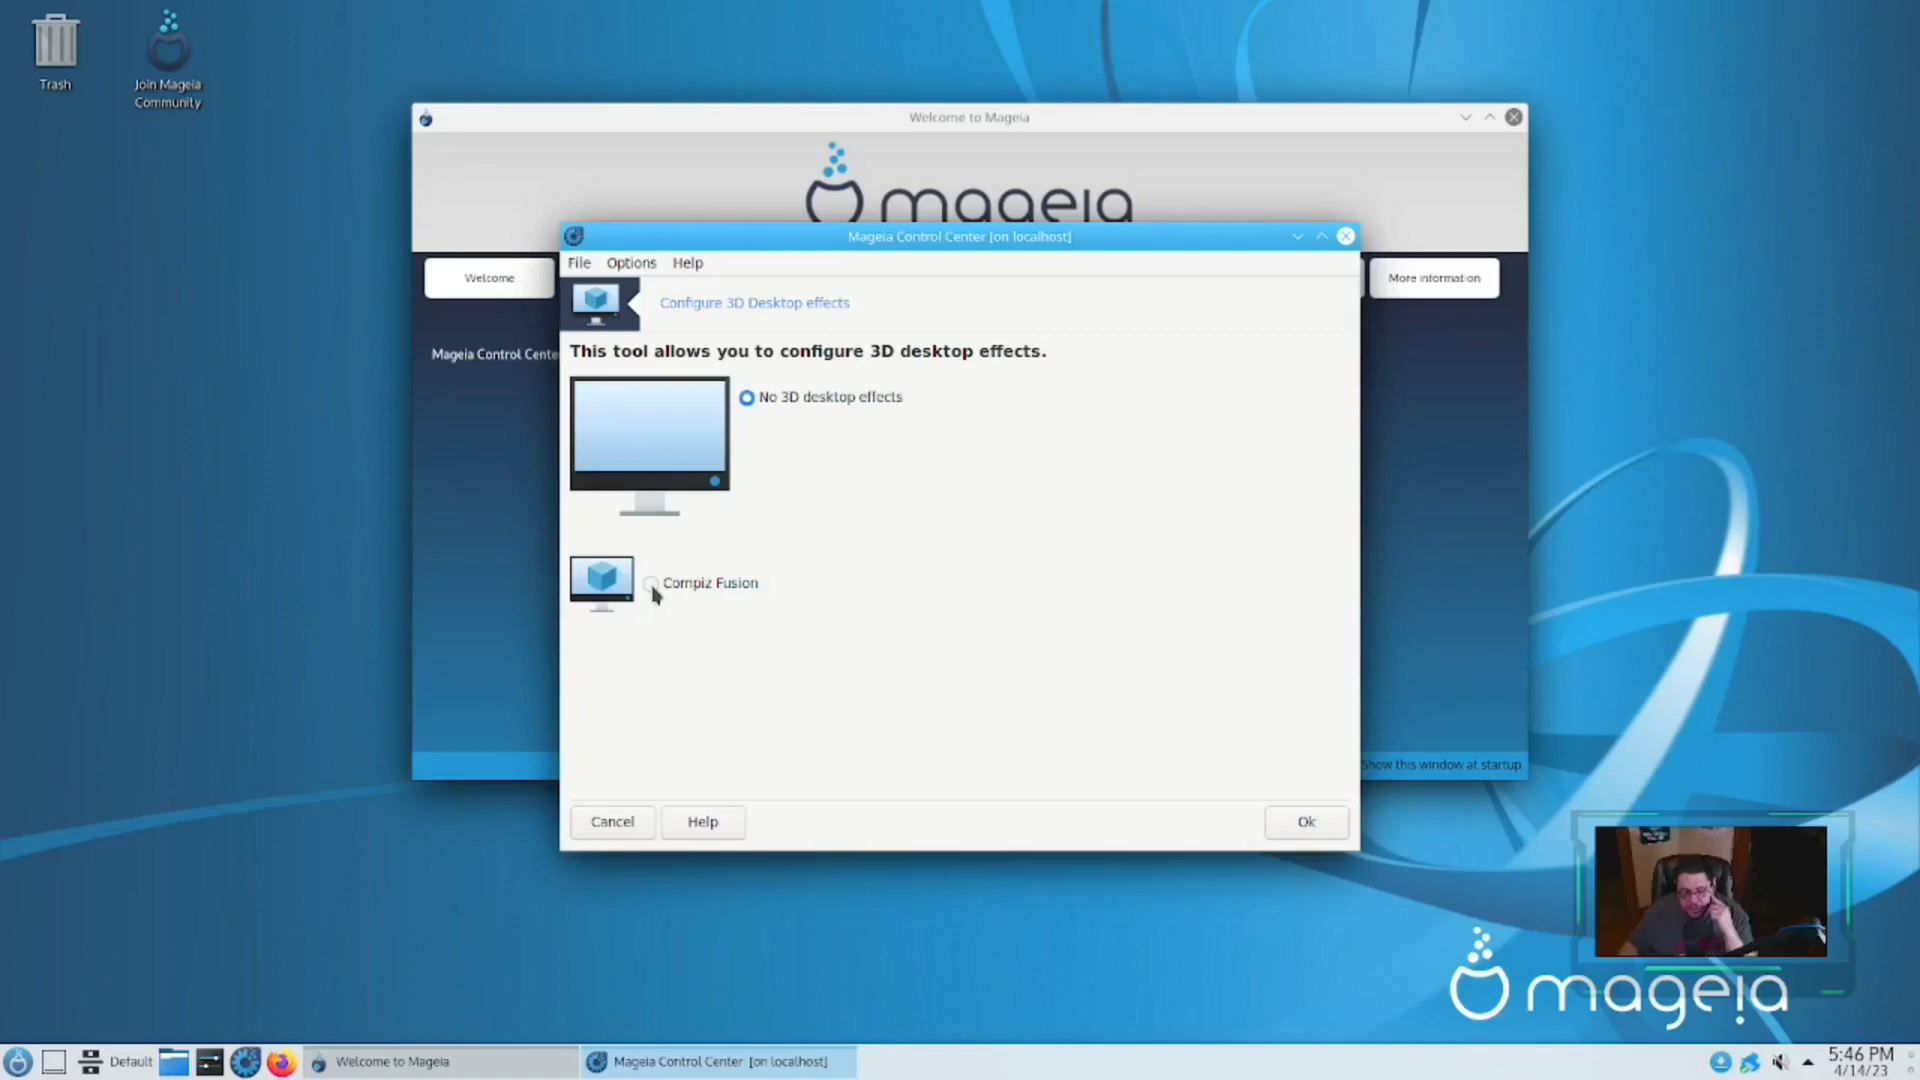 Trash
Join Mageia
Community
Welcome to Mageia
mageia
Mageia Control Center [on localhost]
File Options Help
Welcome
More information
Configure 3D Desktop effects
Mageia Control Cente
This tool allows you to configure 3D desktop effects.
No 3D desktop effects
Compiz Fusion
Show this window at startup
Cancel
Help
Ok
mageia
Default
Welcome to Mageia
Mageia Control Center [on localhost]
5:46 PM
4/14/23